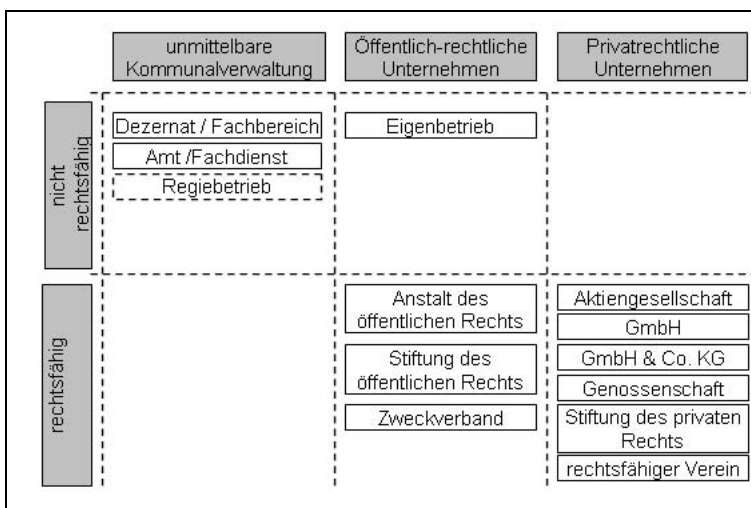 unmittelbare
Kommunalverwaltung
Öffentlich-rechtliche
Unternehmen
Privatrechtliche
Unternehmen
nicht
rechtsfähig
Dezernat / Fachbereich
Amt /Fachdienst
Regiebetrieb
Eigenbetrieb
rechtsfähig
Anstalt des
öffentlichen Rechts
Stiftung des
öffentlichen Rechts
Zweckverband
Aktiengesellschaft
GmbH
GmbH & Co. KG
Genossenschaft
Stiftung des privaten
Rechts
rechtsfähiger Verein